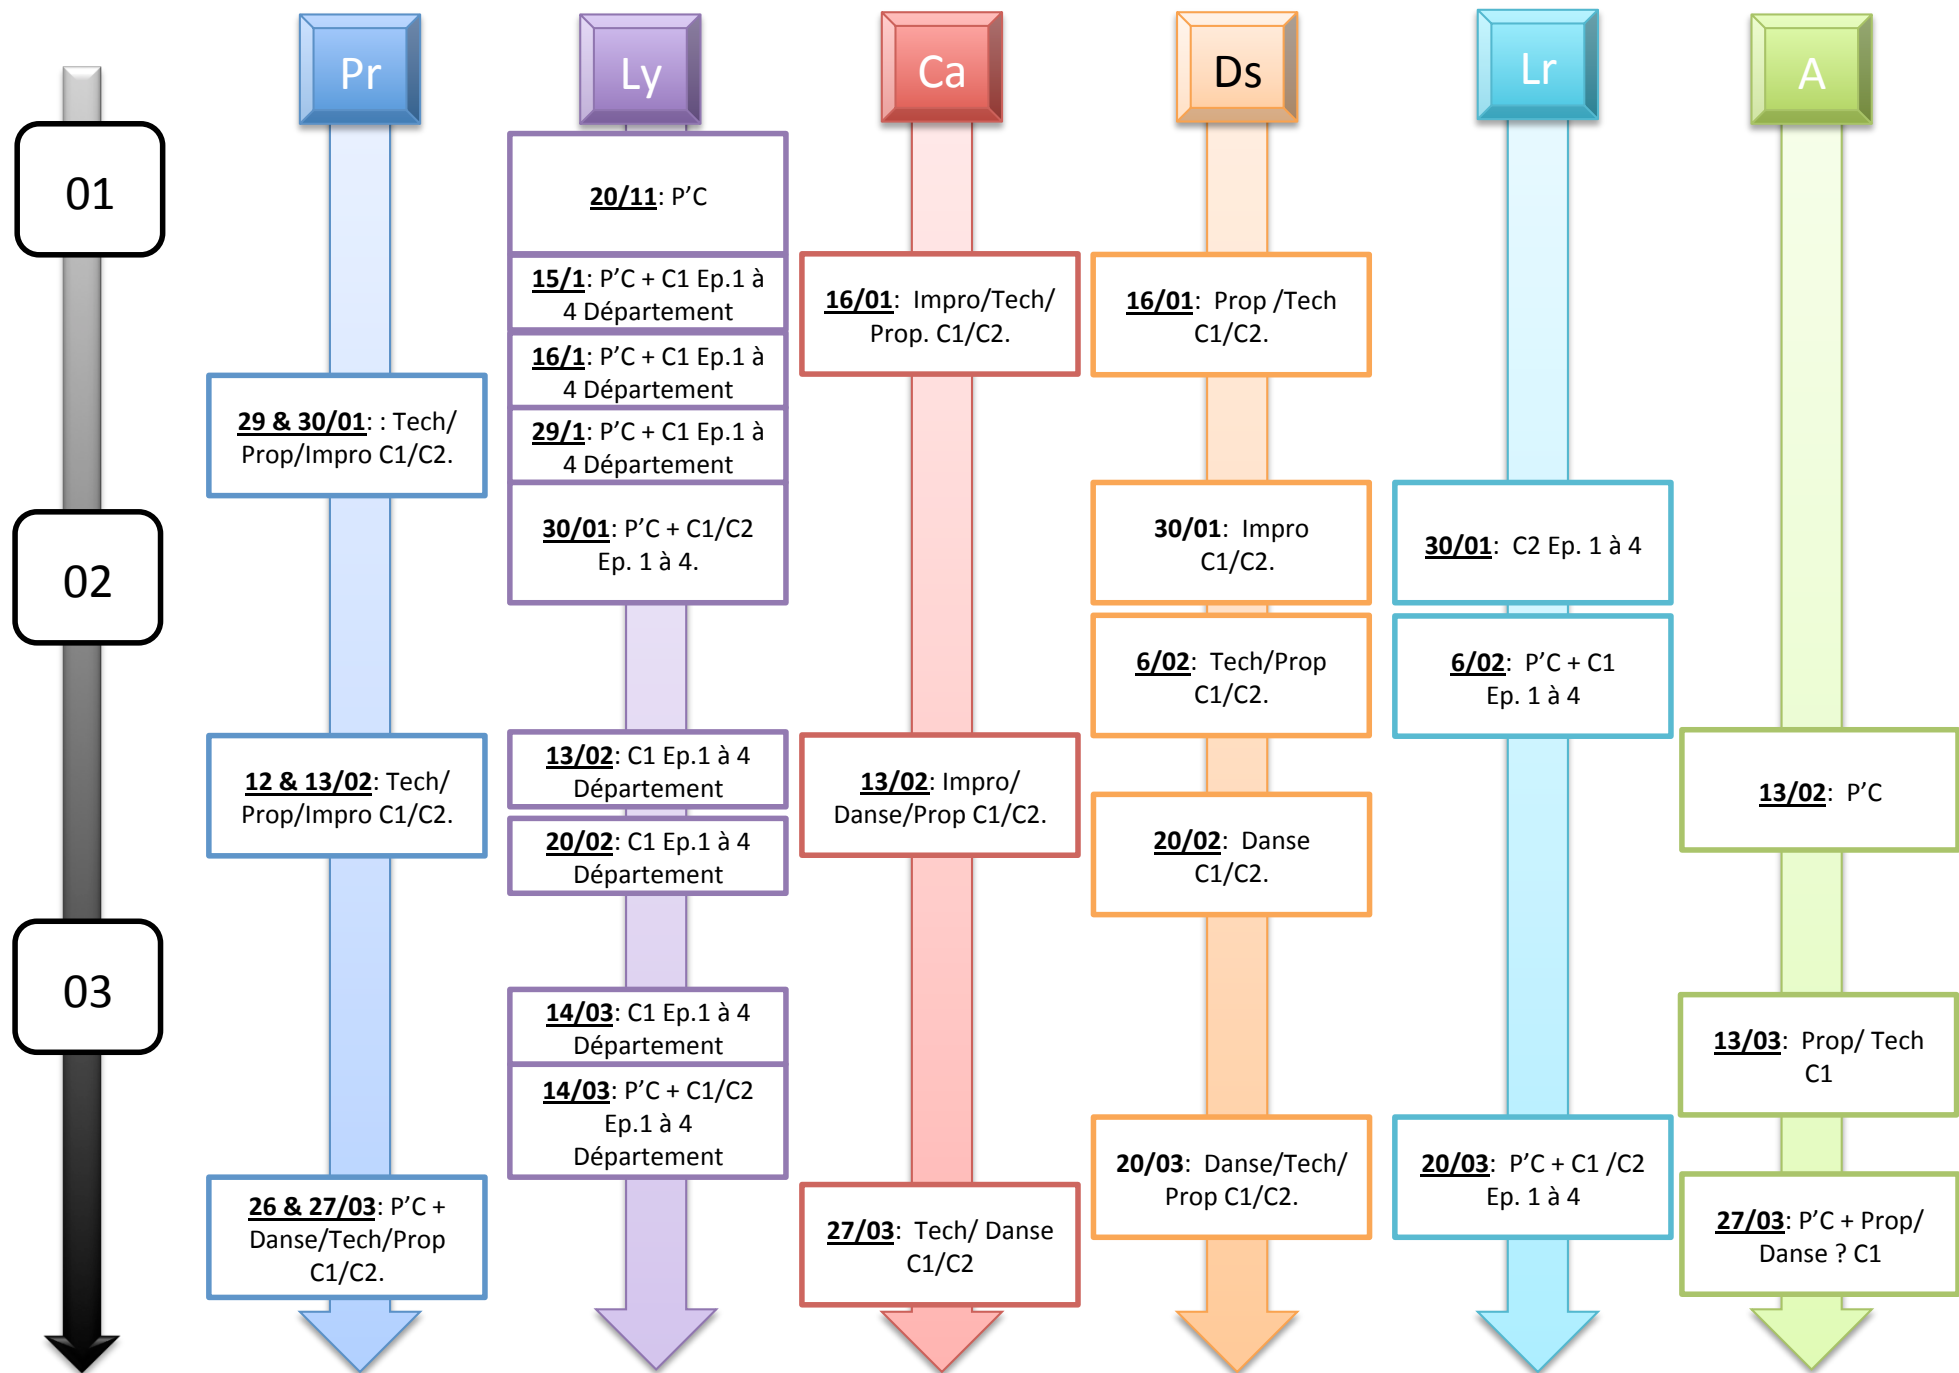 Pr
Ly
Ca
Ds
Lr
A
01
02
03
29 & 30/01: : Tech/
Prop/Impro C1/C2.
12 & 13/02: Tech/
Prop/Impro C1/C2.
26 & 27/03: P’C +
Danse/Tech/Prop
C1/C2.
20/11: P’C
15/1: P’C + C1 Ep.1 à
4 Département
16/1: P’C + C1 Ep.1 à
4 Département
29/1: P’C + C1 Ep.1 à
4 Département
30/01: P’C + C1/C2
Ep. 1 à 4.
13/02: C1 Ep.1 à 4
Département
20/02: C1 Ep.1 à 4
Département
14/03: C1 Ep.1 à 4
Département
14/03: P’C + C1/C2
Ep.1 à 4
Département
16/01: Impro/Tech/
Prop. C1/C2.
13/02: Impro/
Danse/Prop C1/C2.
27/03: Tech/ Danse
C1/C2
16/01: Prop /Tech
C1/C2.
30/01: Impro
C1/C2.
6/02: Tech/Prop
C1/C2.
20/02: Danse
C1/C2.
20/03: Danse/Tech/
Prop C1/C2.
30/01: C2 Ep. 1 à 4
6/02: P’C + C1
Ep. 1 à 4
20/03: P’C + C1 /C2
Ep. 1 à 4
13/02: P’C
13/03: Prop/ Tech
C1
27/03: P’C + Prop/
Danse ? C1